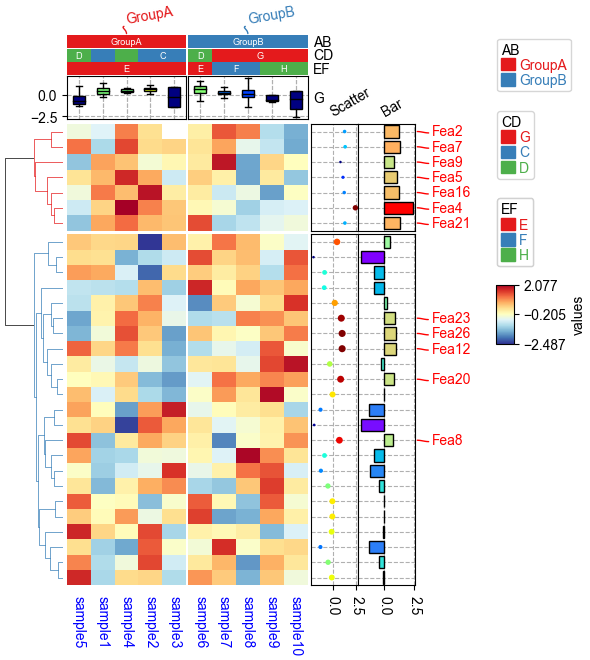 GroupA GroupB
GroupA GroupB AB
D C D G CD
E E F H EF
0.0
−2.5
G
Scatter Bar
Fea2
Fea7
Fea9
Fea5
Fea16
Fea4
Fea21
Fea23
Fea26
Fea12
Fea20
Fea8
0.0 2.5 0.0 2.5
sample5 sample1 sample4 sample2 sample3 sample6 sample7 sample8 sample9 sample10
AB
GroupA
GroupB
CD
G
C
D
EF
E
F
H
2.077
−0.205
−2.487
values